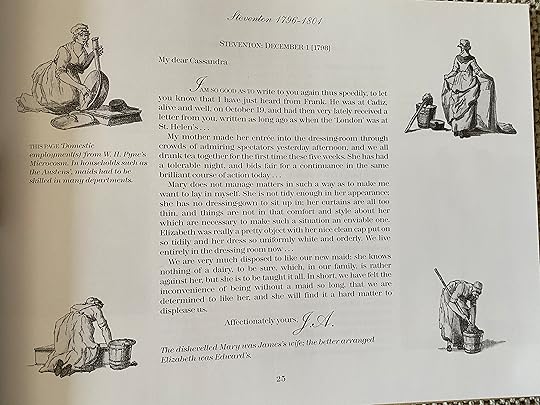 Steventon 1796-1801
STEVENTON: DECEMBER 1 [1798]
My dear Cassandra
I AM SO GOOD AS TO write to you again thus speedily, to let
you know that I have just heard from Frank. He was at Cadiz,
alive and well, on October 19, and had then very lately received a
letter from you, written as long ago as when the 'London' was at
St. Helen's . . .
My mother made her entrée into the dressing-room through
crowds of admiring spectators yesterday afternoon, and we all
drank tea together for the first time these five weeks. She has had
a tolerable night, and bids fair for a continuance in the same
brilliant course of action today . . .
Mary does not manage matters in such a way as to make me
want to lay in myself. She is not tidy enough in her appearance;
she has no dressing-gown to sit up in; her curtains are all too
thin, and things are not in that comfort and style about her
which are necessary to make such a situation an enviable one.
Elizabeth was really a pretty object with her nice clean cap put on
so tidily and her dress so uniformly white and orderly. We live
entirely in the dressing room now . . .
We are very much disposed to like our new maid; she knows
nothing of a dairy, to be sure, which, in our family, is rather
against her, but she is to be taught it all. In short, we have felt the
inconvenience of being without a maid so long, that we are
determined to like her, and she will find it a hard matter to
displease us.
Affectionately yours, J.A.
The dishevelled Mary was James's wife; the better arranged
Elizabeth was Edward's.
THIS PAGE 'Domestic
employment(s)' from W. H. Pyne's
Microcosm. In households such as
the Austens', maids had to be
skilled in many departments.
25